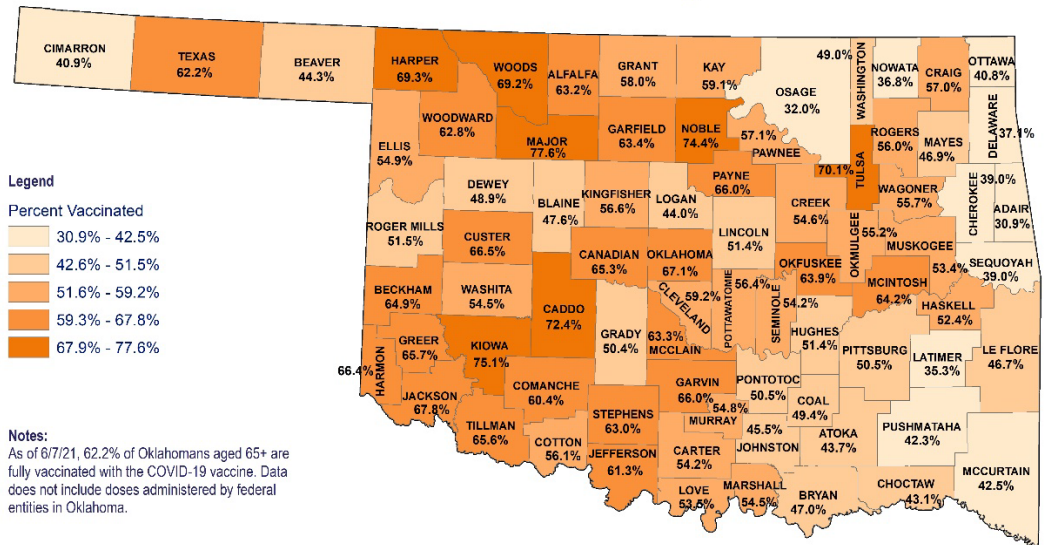 CIMARRON
40.9%
TEXAS
62.2%
BEAVER
44.3%
HARPER
69.3%
WOODS
69.2%
ALFALFA
63.2%
GRANT
58.0%
KAY
59.1%
OSAGE
32.0%
49.0%
WASHINGTON
NOWATA
36.8%
CRAIG
57.0%
OTTAWA
40.8%
DELAWARE
37.1%
WOODWARD
62.8%
ELLIS
54.9%
MAJOR
77.6%
GARFIELD
63.4%
NOBLE
74.4%
57.1%
PAWNEE
70.1%
TULSA
ROGERS
56.0%
MAYES
46.9%
DEWEY
48.9%
BLAINE
47.6%
KINGFISHER
56.6%
LOGAN
44.0%
PAYNE
66.0%
CREEK
54.6%
WAGONER
55.7%
CHEROKEE
39.0%
ADAIR
30.9%
ROGER MILLS
51.5%
CUSTER
66.5%
CANADIAN
65.3%
OKLAHOMA
67.1%
LINCOLN
51.4%
OKFUSKEE
63.9%
OKMULGEE
55.2%
MUSKOGEE
53.4%
SEQUOYAH
39.0%
BECKHAM
64.9%
WASHITA
54.5%
CADDO
72.4%
GRADY
50.4%
CLEVELAND
59.2%
POTTAWATOMIE
56.4%
SEMINOLE
54.2%
MCINTOSH
64.2%
HASKELL
52.4%
66.4%
HARMON
GREER
65.7%
KIOWA
75.1%
63.3%
MCCLAIN
HUGHES
51.4%
PITTSBURG
50.5%
LATIMER
35.3%
LE FLORE
46.7%
JACKSON
67.8%
COMANCHE
60.4%
GARVIN
66.0%
PONTOTOC
50.5%
COAL
49.4%
TILLMAN
65.6%
STEPHENS
63.0%
54.8%
MURRAY
45.5%
JOHNSTON
ATOKA
43.7%
PUSHMATAHA
42.3%
COTTON
56.1%
JEFFERSON
61.3%
CARTER
54.2%
MCCURTAIN
42.5%
LOVE
53.5%
MARSHALL
54.5%
BRYAN
47.0%
CHOCTAW
43.1%
Legend
Percent Vaccinated
30.9% - 42.5%
42.6% - 51.5%
51.6% - 59.2%
59.3% - 67.8%
67.9% - 77.6%
Notes:
As of 6/7/21, 62.2% of Oklahomans aged 65+ are
fully vaccinated with the COVID-19 vaccine. Data
does not include doses administered by federal
entities in Oklahoma.